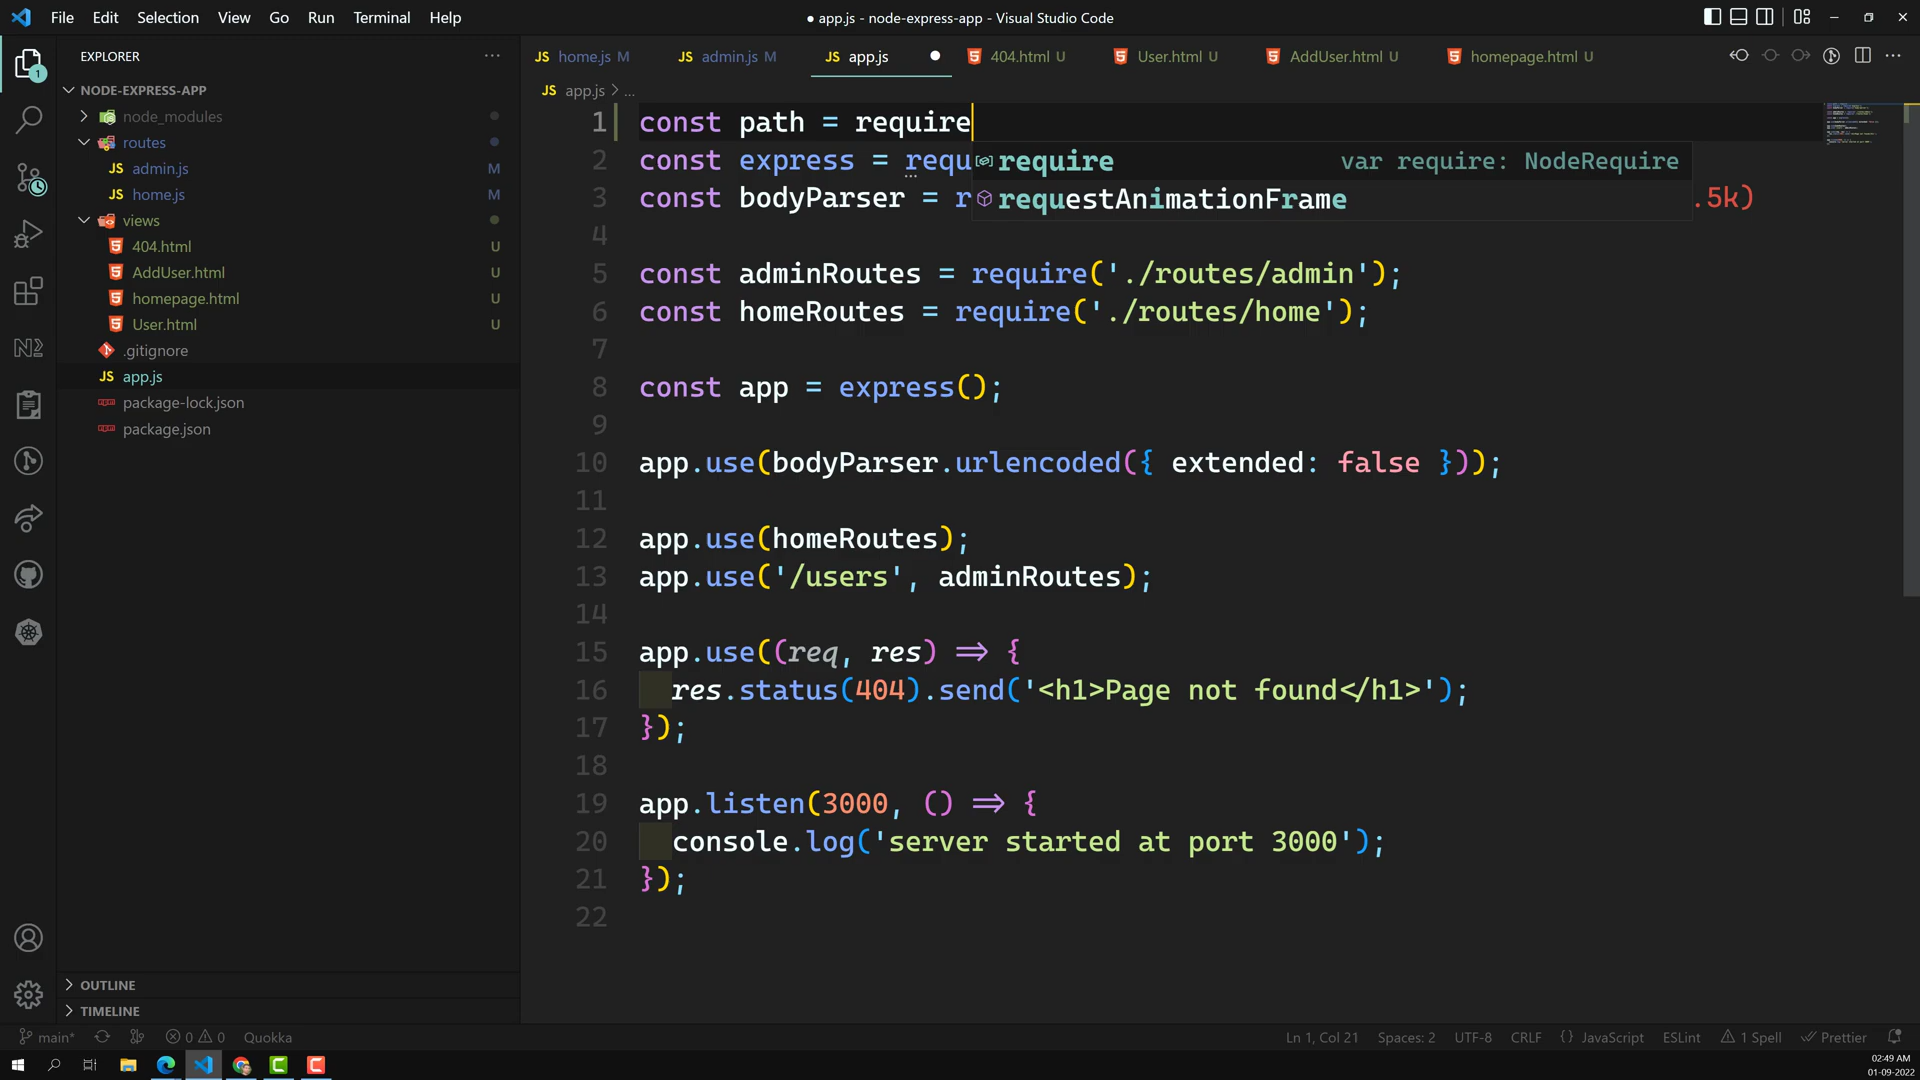 File Edit Selection View Go Run Terminal Help
● app.js - node-express-app - Visual Studio Code
EXPLORER
NODE-EXPRESS-APP
node_modules
routes
JS admin.js M
JS home.js M
views
404.html U
AddUser.html U
homepage.html U
User.html U
.gitignore
JS app.js
package-lock.json
package.json
OUTLINE
TIMELINE
1
JS home.js M
JS admin.js M
JS app.js
404.html U
User.html U
AddUser.html U
homepage.html U
JS app.js > ...
1 const path = require
2 const express = requ
3 const bodyParser = r .5k)
require var require: NodeRequire
requestAnimationFrame
4
5 const adminRoutes = require('./routes/admin');
6 const homeRoutes = require('./routes/home');
7
8 const app = express();
9
10 app.use(bodyParser.urlencoded({ extended: false }));
11
12 app.use(homeRoutes);
13 app.use('/users', adminRoutes);
14
15 app.use((req, res) => {
16 res.status(404).send('<h1>Page not found</h1>');
17 });
18
19 app.listen(3000, () => {
20 console.log('server started at port 3000');
21 });
22
main* 0 0 Quokka
Ln 1, Col 21 Spaces: 2 UTF-8 CRLF {} JavaScript ESLint 1 Spell Prettier
02:49 AM
01-09-2022